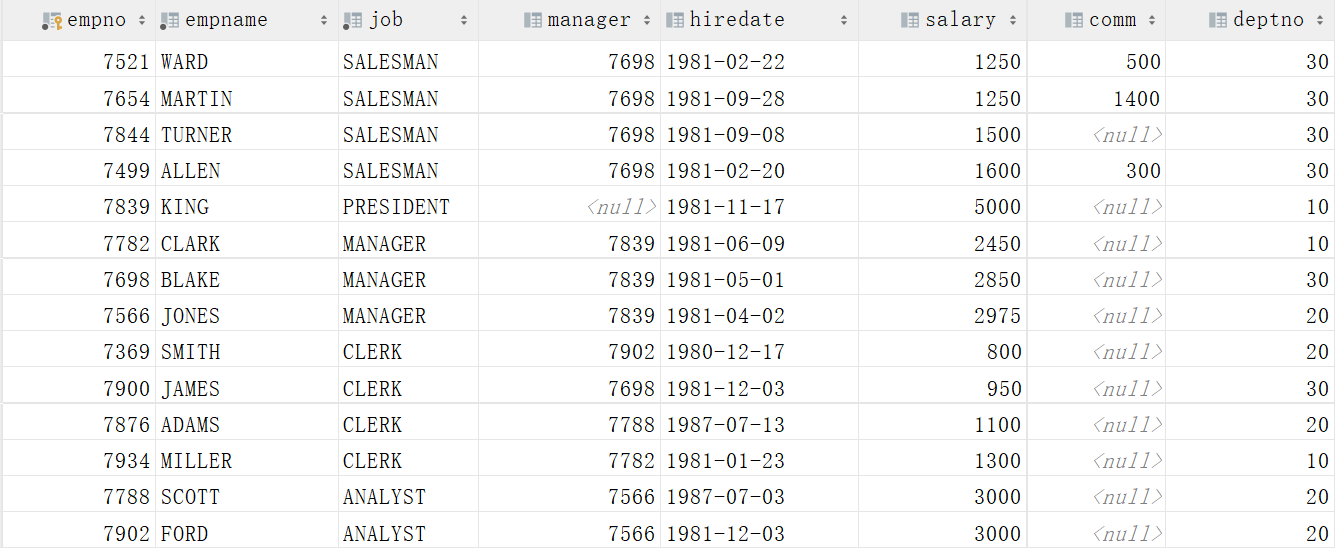 empno empname job manager hiredate salary comm deptno
7521 WARD SALESMAN 7698 1981-02-22 1250 500 30
7654 MARTIN SALESMAN 7698 1981-09-28 1250 1400 30
7844 TURNER SALESMAN 7698 1981-09-08 1500 <null> 30
7499 ALLEN SALESMAN 7698 1981-02-20 1600 300 30
7839 KING PRESIDENT <null> 1981-11-17 5000 <null> 10
7782 CLARK MANAGER 7839 1981-06-09 2450 <null> 10
7698 BLAKE MANAGER 7839 1981-05-01 2850 <null> 30
7566 JONES MANAGER 7839 1981-04-02 2975 <null> 20
7369 SMITH CLERK 7902 1980-12-17 800 <null> 20
7900 JAMES CLERK 7698 1981-12-03 950 <null> 30
7876 ADAMS CLERK 7788 1987-07-13 1100 <null> 20
7934 MILLER CLERK 7782 1981-01-23 1300 <null> 10
7788 SCOTT ANALYST 7566 1987-07-03 3000 <null> 20
7902 FORD ANALYST 7566 1981-12-03 3000 <null> 20